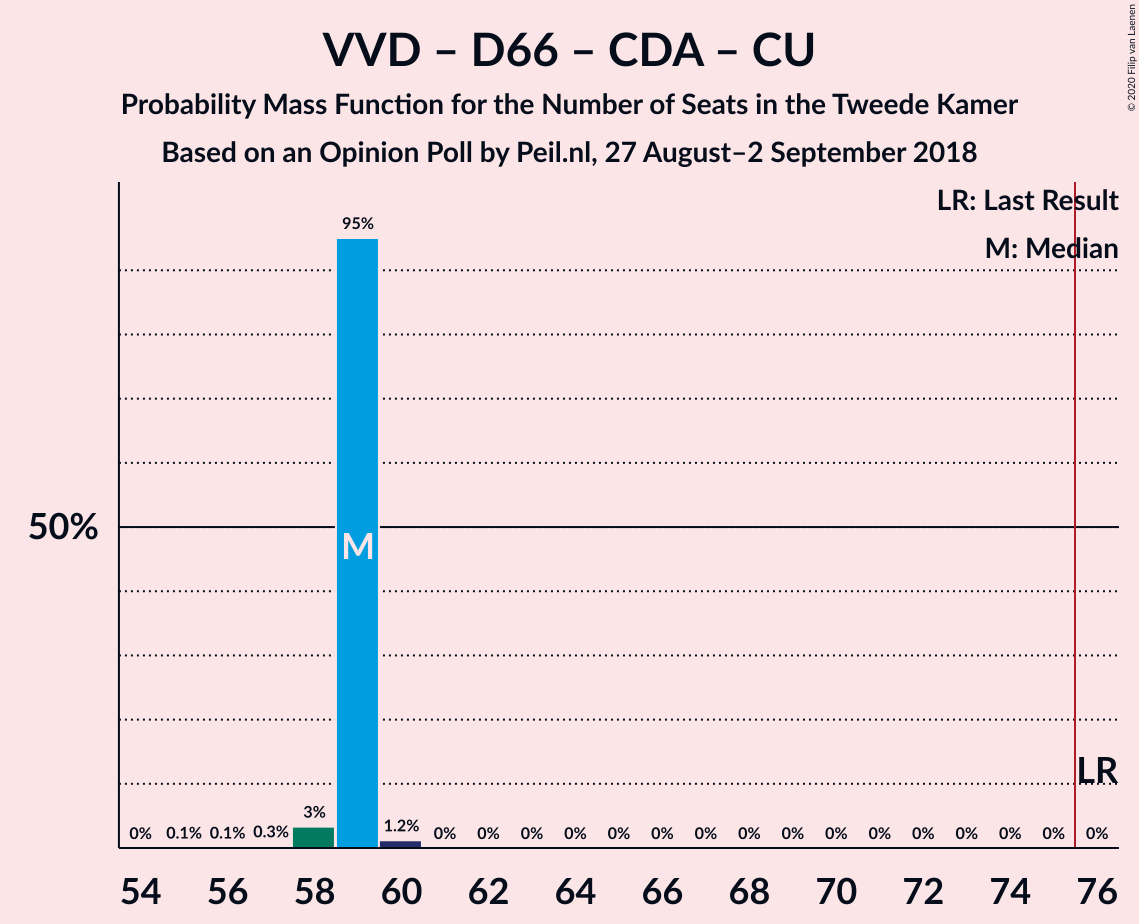 VVD – D66 – CDA – CU
Probability Mass Function for the Number of Seats in the Tweede Kamer
Based on an Opinion Poll by Peil.nl, 27 August–2 September 2018
© 2020 Filip van Laenen
LR: Last Result
M: Median
95%
50%
M
LR
0% 0.1% 0.1% 0.3% 3% 1.2% 0% 0% 0% 0% 0% 0% 0% 0% 0% 0% 0% 0% 0% 0% 0% 0%
54 56 58 60 62 64 66 68 70 72 74 76